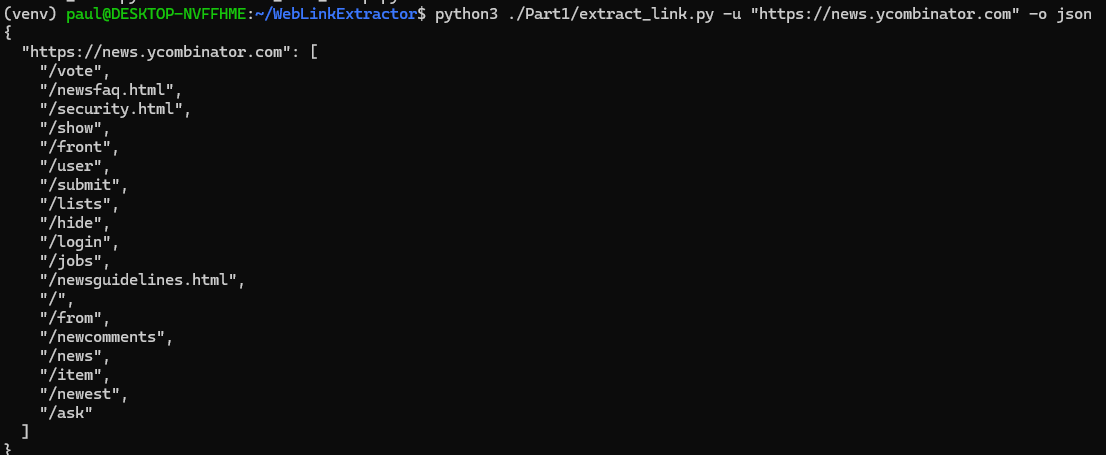 (venv) paul@DESKTOP-NVFFHME:~/WebLinkExtractor$ python3 ./Part1/extract_link.py -u "https://news.ycombinator.com" -o json
{
  "https://news.ycombinator.com": [
    "/vote",
    "/newsfaq.html",
    "/security.html",
    "/show",
    "/front",
    "/user",
    "/submit",
    "/lists",
    "/hide",
    "/login",
    "/jobs",
    "/newsguidelines.html",
    "/",
    "/from",
    "/newcomments",
    "/news",
    "/item",
    "/newest",
    "/ask"
  ]
}